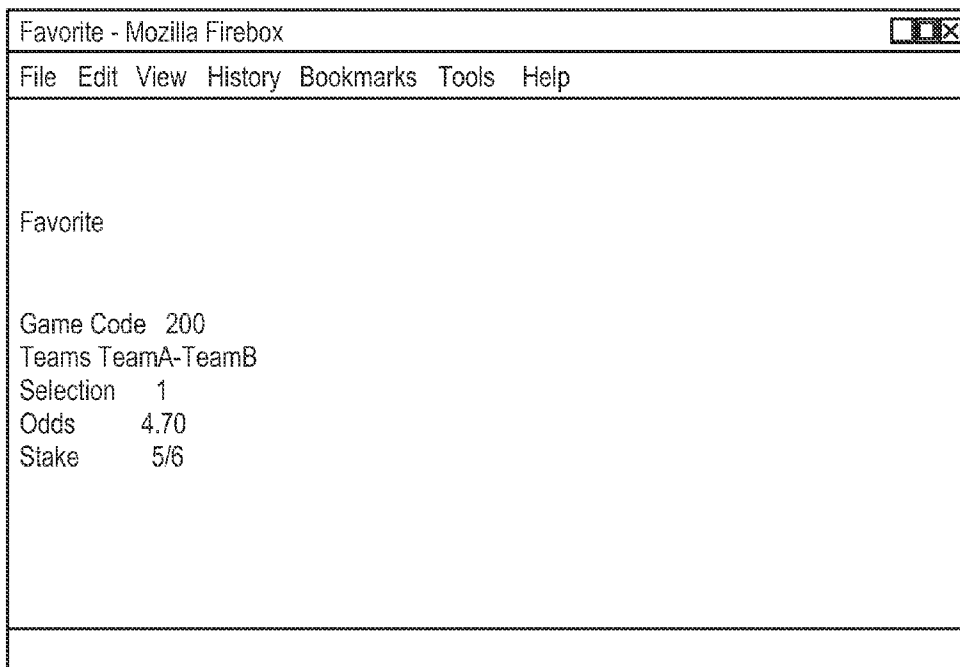 Favorite - Mozilla Firebox
File Edit View History Bookmarks Tools Help
Favorite
Game Code 200
Teams TeamA-TeamB
Selection 1
Odds 4.70
Stake 5/6